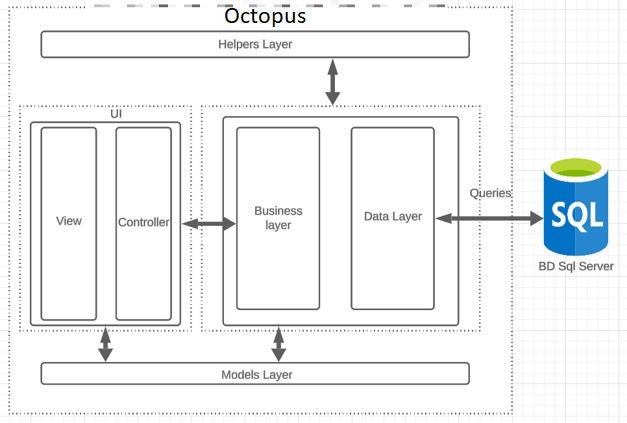 Octopus
Helpers Layer
UI
View
Controller
Business
layer
Data Layer
Queries
SQL
BD Sql Server
Models Layer